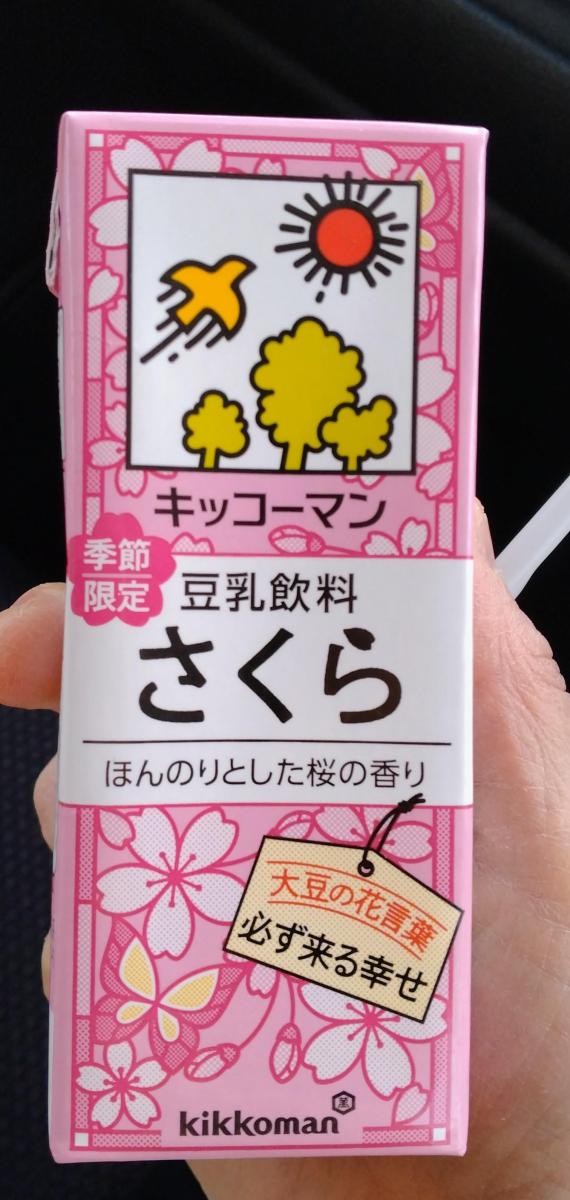 キッコーマン
季節
限定
豆乳飲料
さくら
ほんのりとした桜の香り
大豆の花言葉
必ず来る幸せ
kikkoman